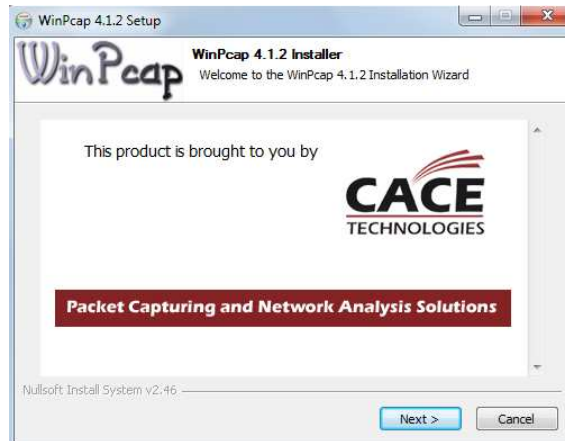 WinPcap 4.1.2 Setup
WinPcap
WinPcap 4.1.2 Installer
Welcome to the WinPcap 4.1.2 Installation Wizard
This product is brought to you by
CACE
TECHNOLOGIES
Packet Capturing and Network Analysis Solutions
Nullsoft Install System v2.46
Next >
Cancel